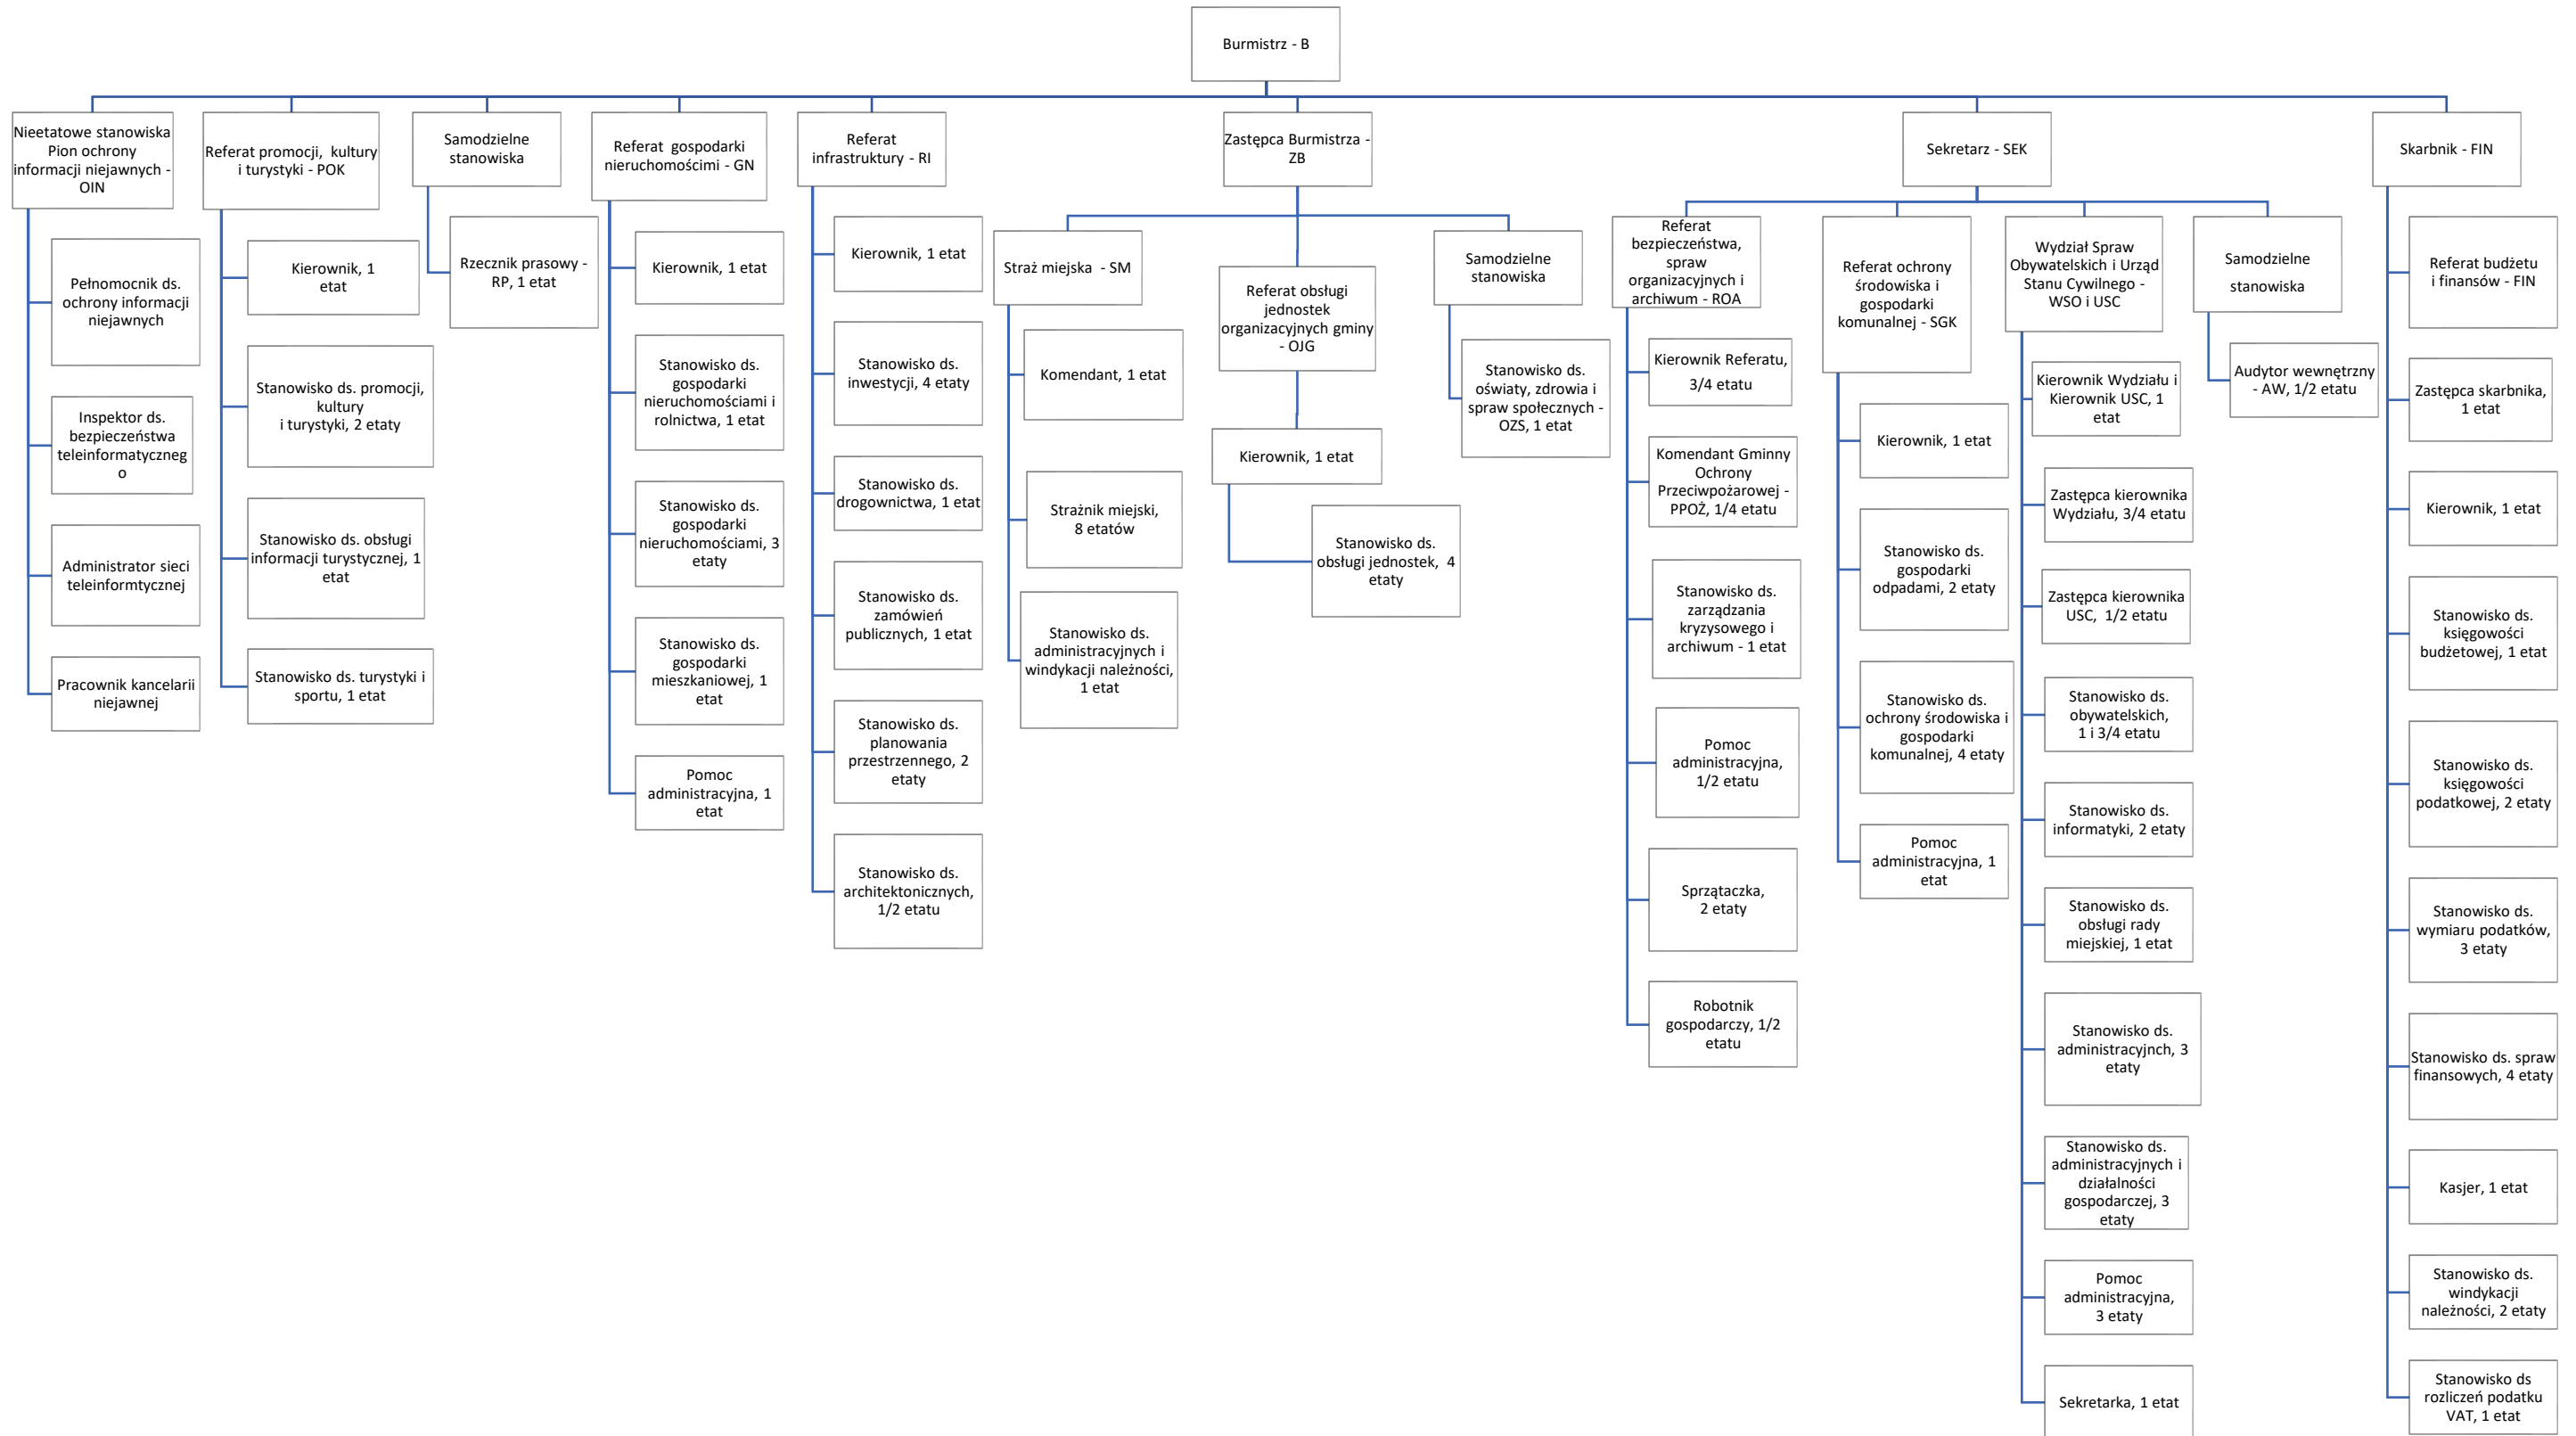 Burmistrz - B
Nieetatowe stanowiska
Pion ochrony
informacji niejawnych -
OIN
Pełnomocnik ds.
ochrony informacji
niejawnych
Inspektor ds.
bezpieczeństwa
teleinformatyczneg
o
Administrator sieci
teleinformtycznej
Pracownik kancelarii
niejawnej
Referat promocji, kultury
i turystyki - POK
Kierownik, 1
etat
Stanowisko ds. promocji,
kultury
i turystyki, 2 etaty
Stanowisko ds. obsługi
informacji turystycznej, 1
etat
Stanowisko ds. turystyki i
sportu, 1 etat
Samodzielne
stanowiska
Rzecznik prasowy -
RP, 1 etat
Referat gospodarki
nieruchomościmi - GN
Kierownik, 1 etat
Stanowisko ds.
gospodarki
nieruchomościami i
rolnictwa, 1 etat
Stanowisko ds.
gospodarki
nieruchomościami, 3
etaty
Stanowisko ds.
gospodarki
mieszkaniowej, 1
etat
Pomoc
administracyjna, 1
etat
Referat
infrastruktury - RI
Kierownik, 1 etat
Stanowisko ds.
inwestycji, 4 etaty
Stanowisko ds.
drogownictwa, 1 etat
Stanowisko ds.
zamówień
publicznych, 1 etat
Stanowisko ds.
planowania
przestrzennego, 2
etaty
Stanowisko ds.
architektonicznych,
1/2 etatu
Zastępca Burmistrza -
ZB
Straż miejska - SM
Komendant, 1 etat
Strażnik miejski,
8 etatów
Stanowisko ds.
administracyjnych i
windykacji należności,
1 etat
Referat obsługi
jednostek
organizacyjnych gminy
- OJG
Kierownik, 1 etat
Stanowisko ds.
obsługi jednostek, 4
etaty
Samodzielne
stanowiska
Stanowisko ds.
oświaty, zdrowia i
spraw społecznych -
OZS, 1 etat
Sekretarz - SEK
Referat
bezpieczeństwa,
spraw
organizacyjnych i
archiwum - ROA
Kierownik Referatu,
3/4 etatu
Komendant Gminny
Ochrony
Przeciwpożarowej -
PPOŻ, 1/4 etatu
Stanowisko ds.
zarządzania
kryzysowego i
archiwum - 1 etat
Pomoc
administracyjna,
1/2 etatu
Sprzątaczka,
2 etaty
Robotnik
gospodarczy, 1/2
etatu
Referat ochrony
środowiska i
gospodarki
komunalnej - SGK
Kierownik, 1 etat
Stanowisko ds.
gospodarki
odpadami, 2 etaty
Stanowisko ds.
ochrony środowiska i
gospodarki
komunalnej, 4 etaty
Pomoc
administracyjna, 1
etat
Wydział Spraw
Obywatelskich i Urząd
Stanu Cywilnego -
WSO i USC
Kierownik Wydziału i
Kierownik USC, 1
etat
Zastępca kierownika
Wydziału, 3/4 etatu
Zastępca kierownika
USC, 1/2 etatu
Stanowisko ds.
obywatelskich,
1 i 3/4 etatu
Stanowisko ds.
informatyki, 2 etaty
Stanowisko ds.
obsługi rady
miejskiej, 1 etat
Stanowisko ds.
administracyjnch, 3
etaty
Stanowisko ds.
administracyjnych i
działalności
gospodarczej, 3
etaty
Pomoc
administracyjna,
3 etaty
Sekretarka, 1 etat
Samodzielne
stanowiska
Audytor wewnętrzny
- AW, 1/2 etatu
Skarbnik - FIN
Referat budżetu
i finansów - FIN
Zastępca skarbnika,
1 etat
Kierownik, 1 etat
Stanowisko ds.
księgowości
budżetowej, 1 etat
Stanowisko ds.
księgowości
podatkowej, 2 etaty
Stanowisko ds.
wymiaru podatków,
3 etaty
Stanowisko ds. spraw
finansowych, 4 etaty
Kasjer, 1 etat
Stanowisko ds.
windykacji
należności, 2 etaty
Stanowisko ds
rozliczeń podatku
VAT, 1 etat